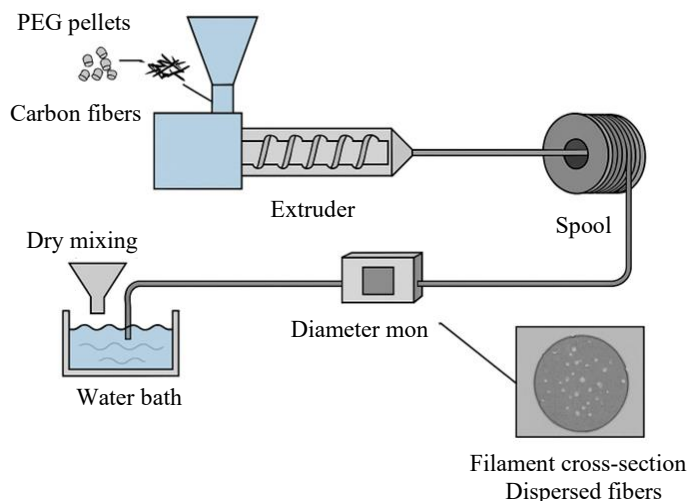 PEG pellets
Carbon fibers
Extruder
Spool
Dry mixing
Diameter mon
Water bath
Filament cross-section
Dispersed fibers